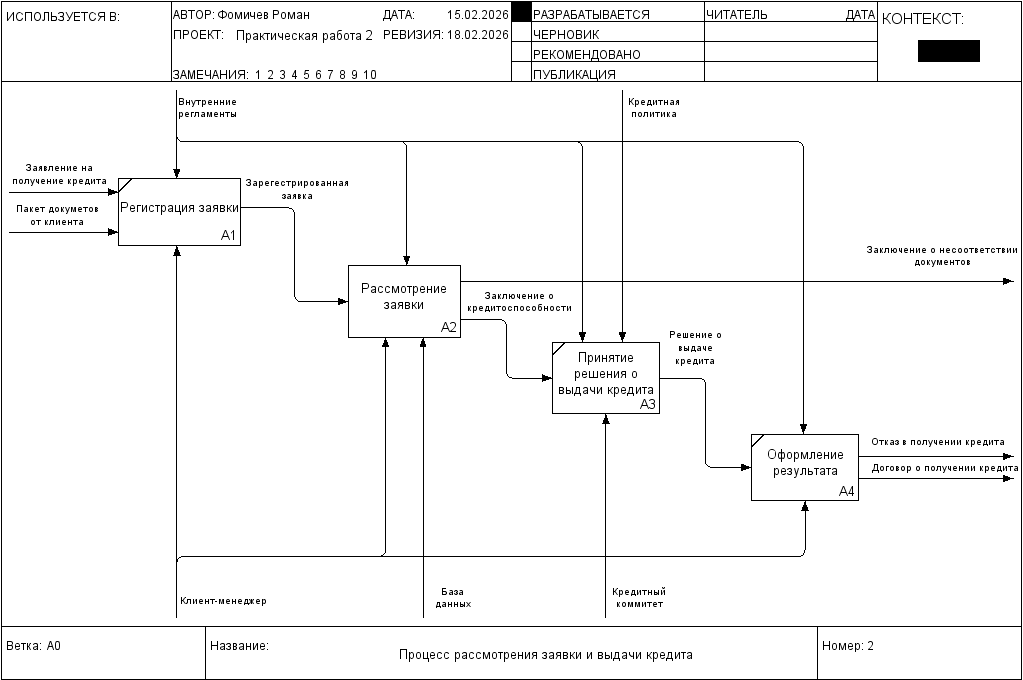 ИСПОЛЬЗУЕТСЯ В:
АВТОР: Фомичев Роман
ДАТА: 15.02.2026
ПРОЕКТ: Практическая работа 2
РЕВИЗИЯ: 18.02.2026
ЗАМЕЧАНИЯ: 1 2 3 4 5 6 7 8 9 10
РАЗРАБАТЫВАЕТСЯ
ЧЕРНОВИК
РЕКОМЕНДОВАНО
ПУБЛИКАЦИЯ
ЧИТАТЕЛЬ
ДАТА
КОНТЕКСТ:
Внутренние
регламенты
Кредитная
политика
Заявление на
получение кредита
Пакет докуметов
от клиента
Регистрация заявки
A1
Зарегестрированная
заявка
Заключение о несоответствии
документов
Рассмотрение
заявки
A2
Заключение о
кредитоспособности
Решение о
выдаче
кредита
Принятие
решения о
выдачи кредита
A3
Оформление
результата
A4
Отказ в получении кредита
Договор о получении кредита
Клиент-менеджер
База
данных
Кредитный
коммитет
Ветка: A0
Название:
Процесс рассмотрения заявки и выдачи кредита
Номер: 2